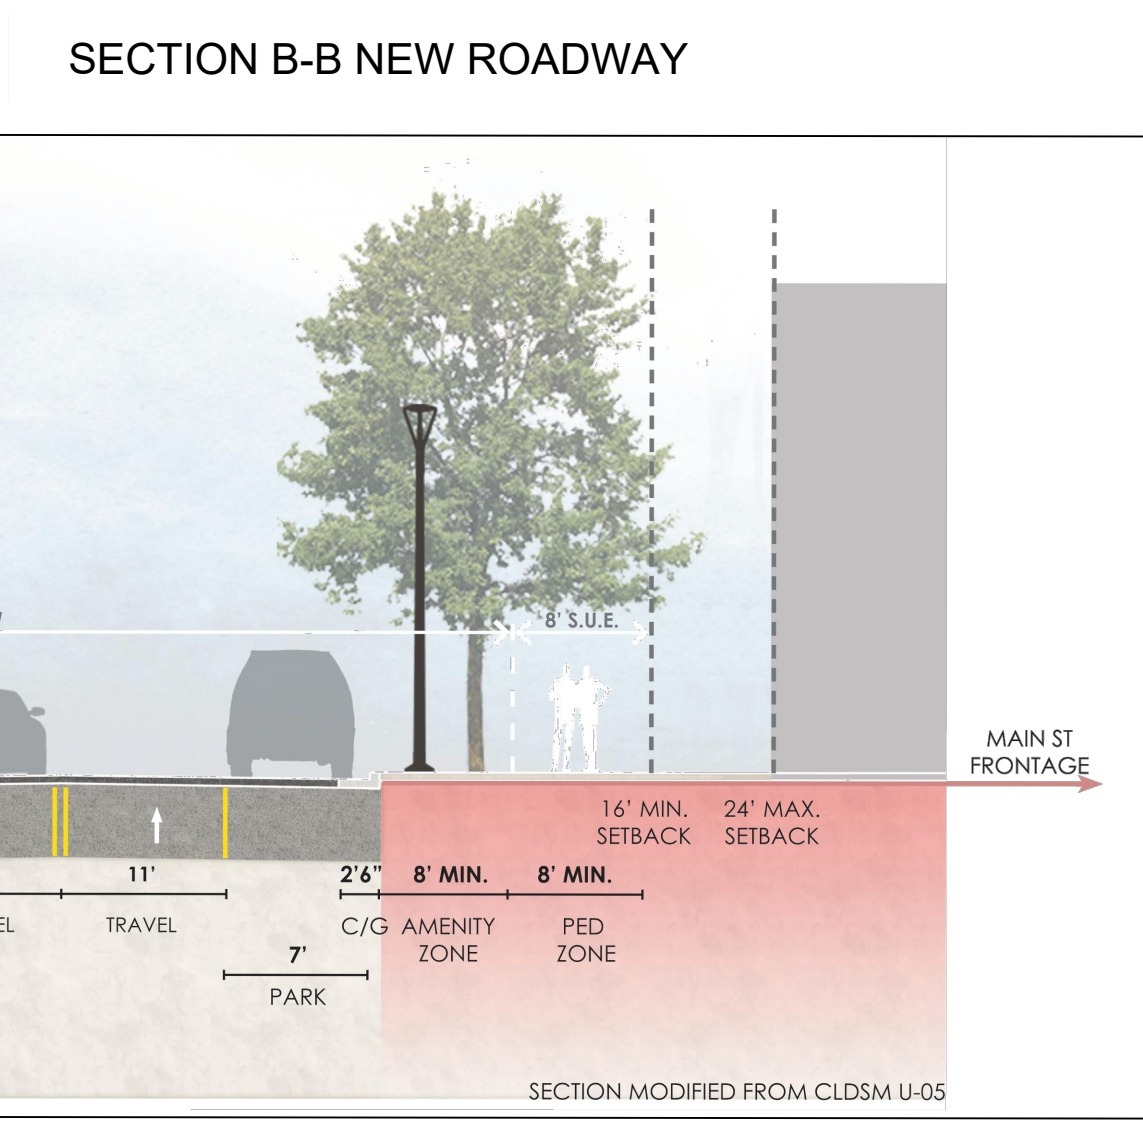 SECTION B-B NEW ROADWAY
8' S.U.E.
MAIN ST
FRONTAGE
16' MIN.
SETBACK
24' MAX.
SETBACK
11'
2'6”
8' MIN.
8' MIN.
EL
TRAVEL
C/G
AMENITY
ZONE
PED
ZONE
7'
PARK
SECTION MODIFIED FROM CLDSM U-05